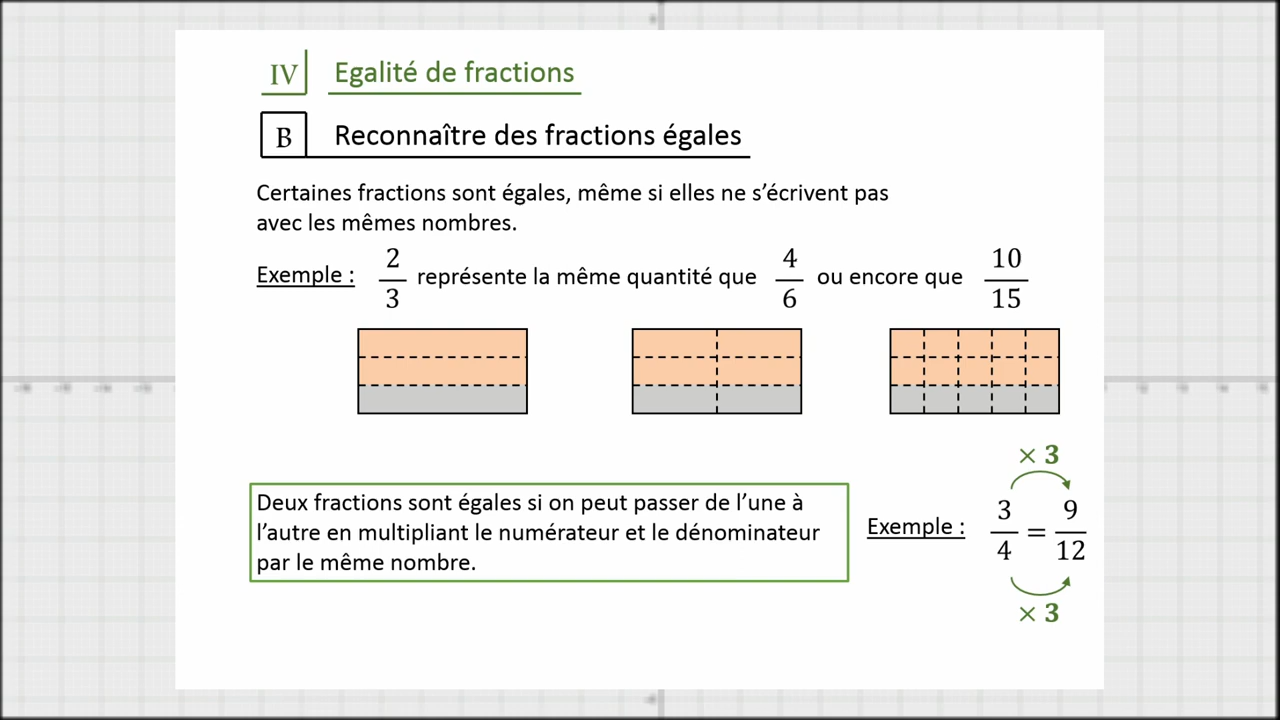 IV Egalité de fractions
B Reconnaître des fractions égales
Certaines fractions sont égales, même si elles ne s’écrivent pas
avec les mêmes nombres.
Exemple : 2/3 représente la même quantité que 4/6 ou encore que 10/15
× 3
Deux fractions sont égales si on peut passer de l’une à
l’autre en multipliant le numérateur et le dénominateur
par le même nombre.
Exemple : 3/4 = 9/12
× 3